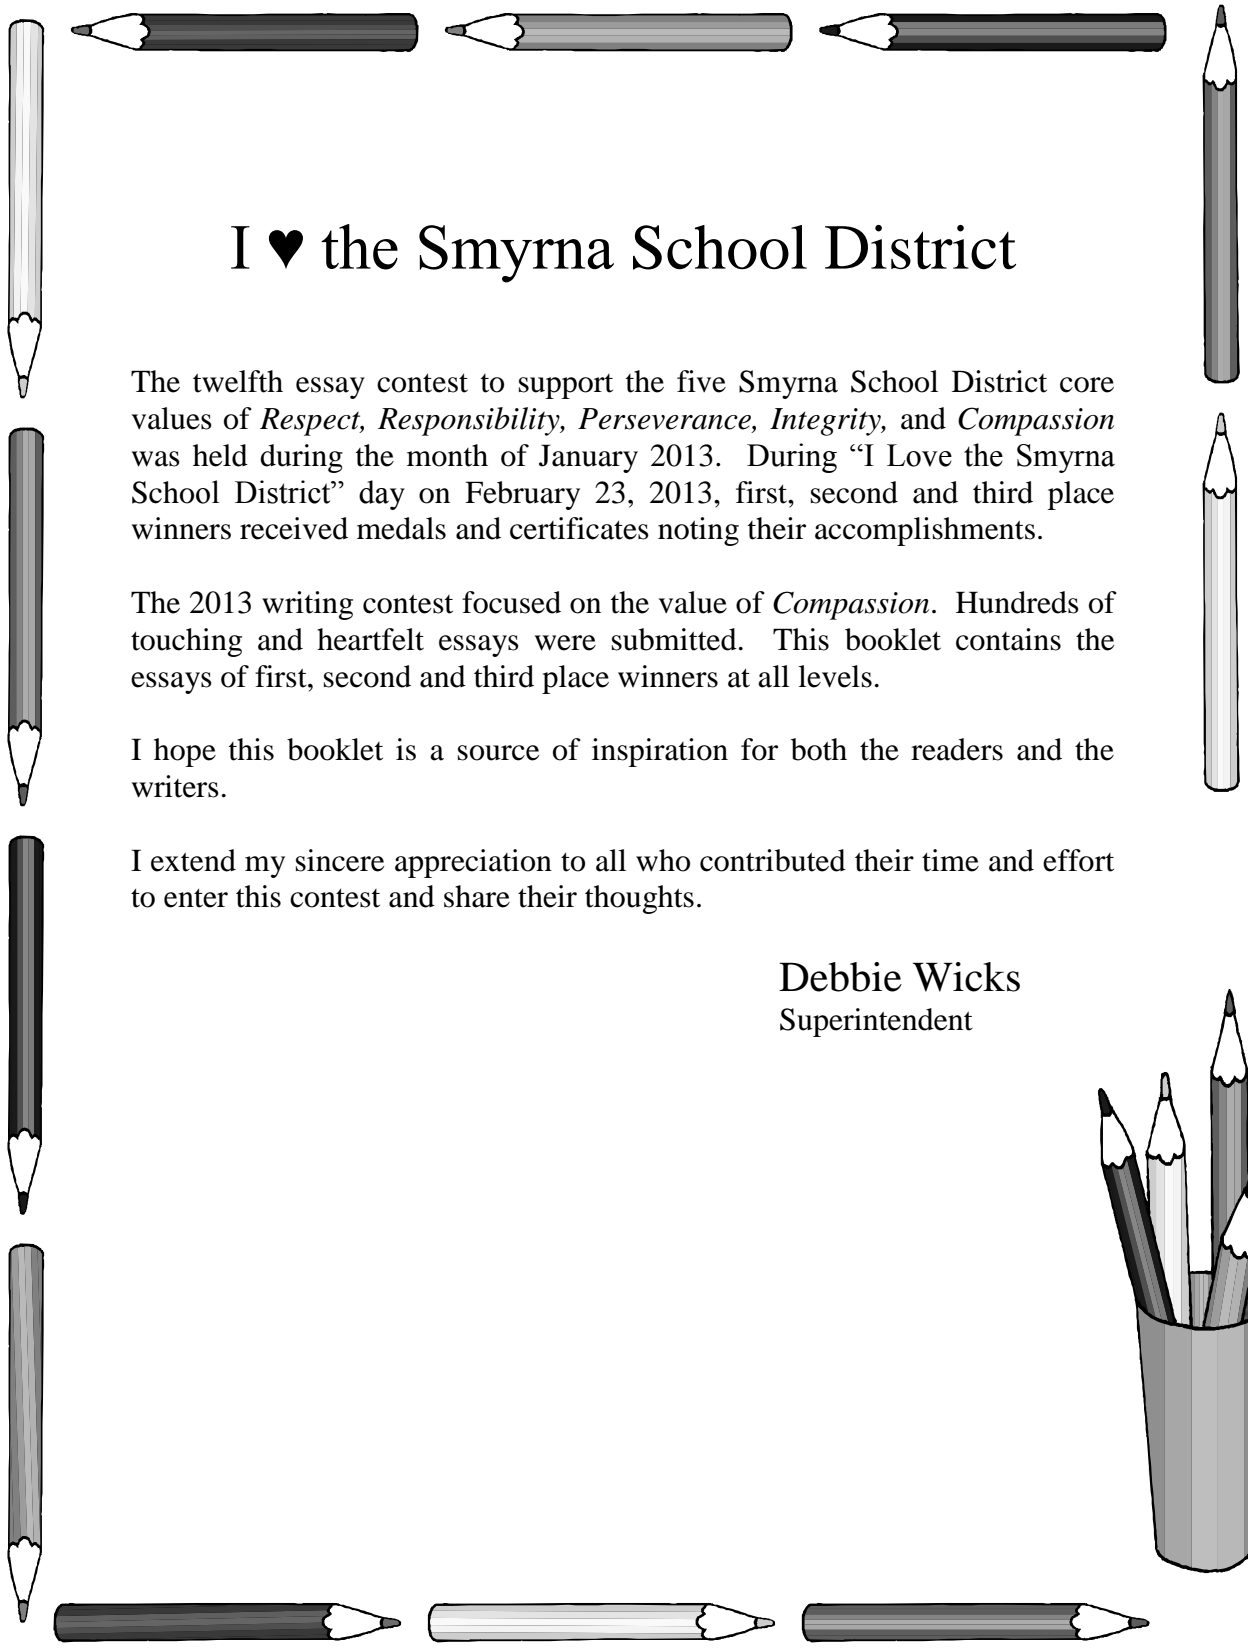 I ♥ the Smyrna School District
The twelfth essay contest to support the five Smyrna School District core
values of Respect, Responsibility, Perseverance, Integrity, and Compassion
was held during the month of January 2013.  During “I Love the Smyrna
School District” day on February 23, 2013, first, second and third place
winners received medals and certificates noting their accomplishments.
The 2013 writing contest focused on the value of Compassion.  Hundreds of
touching and heartfelt essays were submitted.  This booklet contains the
essays of first, second and third place winners at all levels.
I hope this booklet is a source of inspiration for both the readers and the
writers.
I extend my sincere appreciation to all who contributed their time and effort
to enter this contest and share their thoughts.
Debbie Wicks
Superintendent